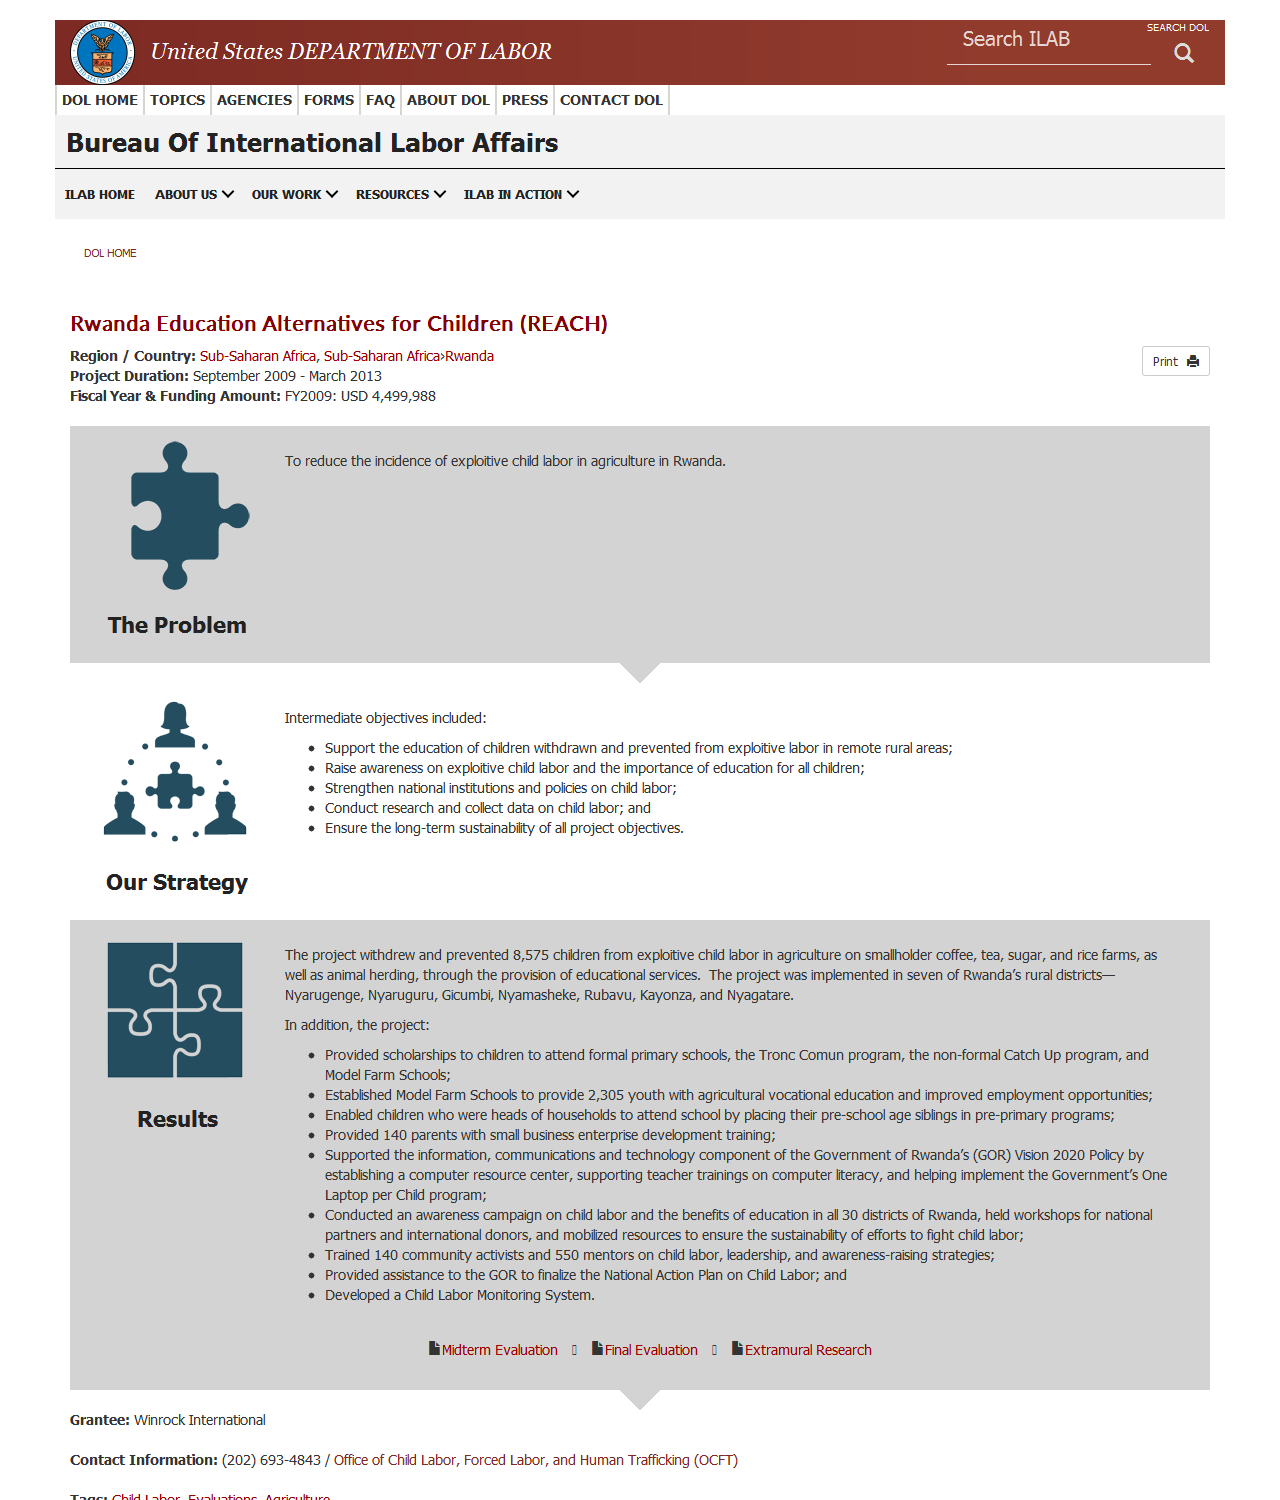 United States DEPARTMENT OF LABOR
Search ILAB
SEARCH DOL
DOL HOME TOPICS AGENCIES FORMS FAQ ABOUT DOL PRESS CONTACT DOL
Bureau Of International Labor Affairs
ILAB HOME ABOUT US OUR WORK RESOURCES ILAB IN ACTION
DOL HOME
Rwanda Education Alternatives for Children (REACH)
Region / Country: Sub-Saharan Africa, Sub-Saharan Africa›Rwanda
Print
Project Duration: September 2009 - March 2013
Fiscal Year & Funding Amount: FY2009: USD 4,499,988
To reduce the incidence of exploitive child labor in agriculture in Rwanda.
The Problem
Intermediate objectives included:
• Support the education of children withdrawn and prevented from exploitive labor in remote rural areas;
• Raise awareness on exploitive child labor and the importance of education for all children;
• Strengthen national institutions and policies on child labor;
• Conduct research and collect data on child labor; and
• Ensure the long-term sustainability of all project objectives.
Our Strategy
The project withdrew and prevented 8,575 children from exploitive child labor in agriculture on smallholder coffee, tea, sugar, and rice farms, as
well as animal herding, through the provision of educational services. The project was implemented in seven of Rwanda’s rural districts—
Nyarugenge, Nyaruguru, Gicumbi, Nyamasheke, Rubavu, Kayonza, and Nyagatare.
In addition, the project:
• Provided scholarships to children to attend formal primary schools, the Tronc Comun program, the non-formal Catch Up program, and
Model Farm Schools;
• Established Model Farm Schools to provide 2,305 youth with agricultural vocational education and improved employment opportunities;
• Enabled children who were heads of households to attend school by placing their pre-school age siblings in pre-primary programs;
• Provided 140 parents with small business enterprise development training;
• Supported the information, communications and technology component of the Government of Rwanda’s (GOR) Vision 2020 Policy by
establishing a computer resource center, supporting teacher trainings on computer literacy, and helping implement the Government’s One
Laptop per Child program;
• Conducted an awareness campaign on child labor and the benefits of education in all 30 districts of Rwanda, held workshops for national
partners and international donors, and mobilized resources to ensure the sustainability of efforts to fight child labor;
• Trained 140 community activists and 550 mentors on child labor, leadership, and awareness-raising strategies;
• Provided assistance to the GOR to finalize the National Action Plan on Child Labor; and
• Developed a Child Labor Monitoring System.
Results
Midterm Evaluation Final Evaluation Extramural Research
Grantee: Winrock International
Contact Information: (202) 693-4843 / Office of Child Labor, Forced Labor, and Human Trafficking (OCFT)
Tags: Child Labor, Evaluations, Agriculture